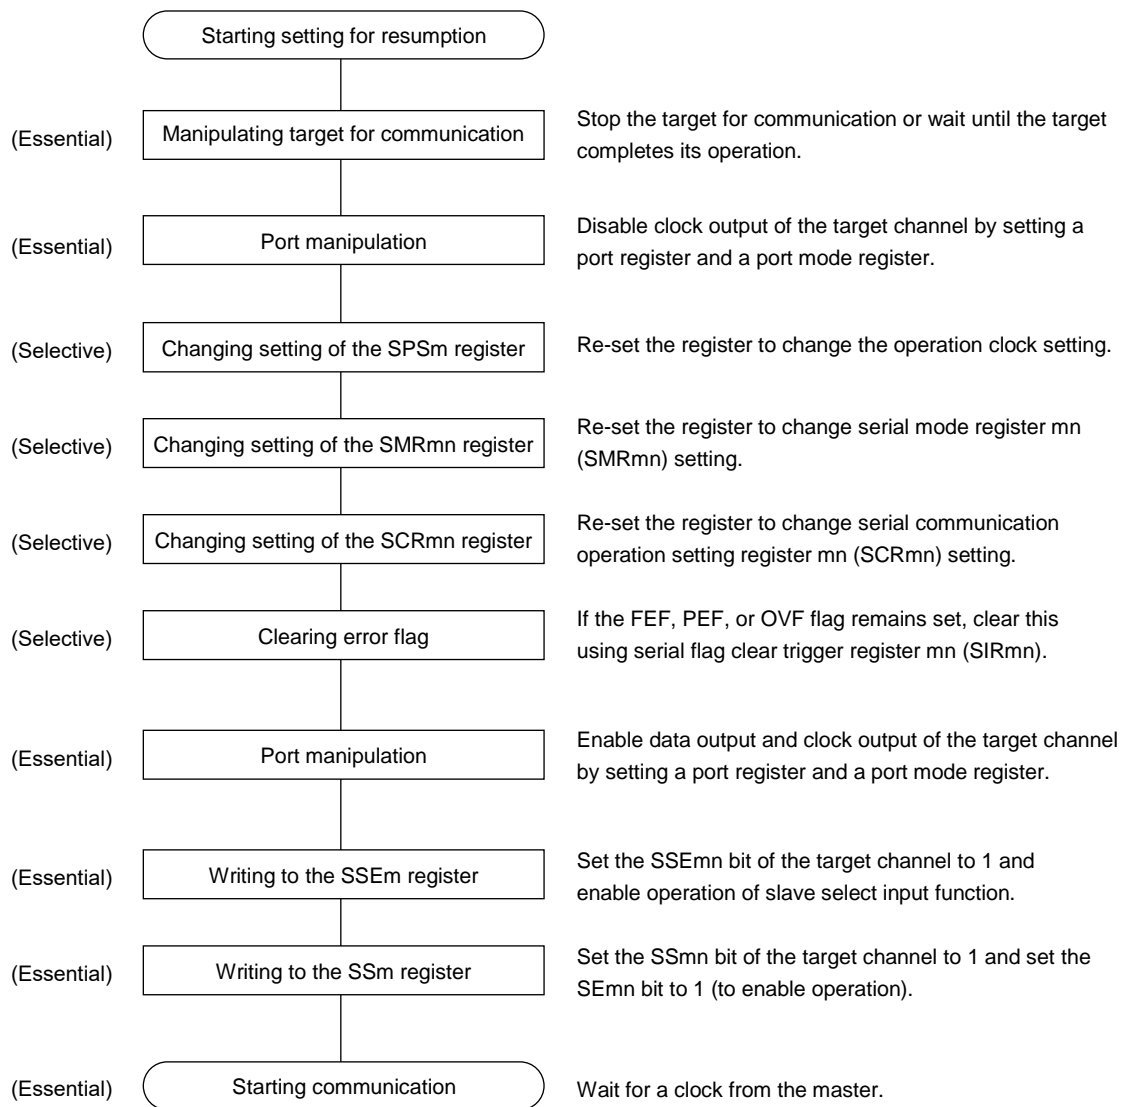 Starting setting for resumption
(Essential)
Manipulating target for communication
Stop the target for communication or wait until the target
completes its operation.
(Essential)
Port manipulation
Disable clock output of the target channel by setting a
port register and a port mode register.
(Selective)
Changing setting of the SPSm register
Re-set the register to change the operation clock setting.
(Selective)
Changing setting of the SMRmn register
Re-set the register to change serial mode register mn
(SMRmn) setting.
(Selective)
Changing setting of the SCRmn register
Re-set the register to change serial communication
operation setting register mn (SCRmn) setting.
(Selective)
Clearing error flag
If the FEF, PEF, or OVF flag remains set, clear this
using serial flag clear trigger register mn (SIRmn).
(Essential)
Port manipulation
Enable data output and clock output of the target channel
by setting a port register and a port mode register.
(Essential)
Writing to the SSEm register
Set the SSEmn bit of the target channel to 1 and
enable operation of slave select input function.
(Essential)
Writing to the SSm register
Set the SSmn bit of the target channel to 1 and set the
SEmn bit to 1 (to enable operation).
(Essential)
Starting communication
Wait for a clock from the master.